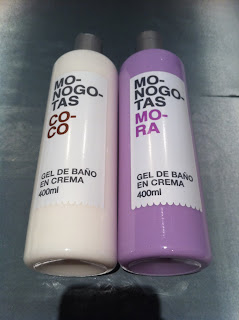 MO-
NOGO-
TAS
CO-
CO
GEL DE BAÑO
EN CREMA
400ml
MO-
NOGO-
TAS
MO-
RA
GEL DE BAÑO
EN CREMA
400ml